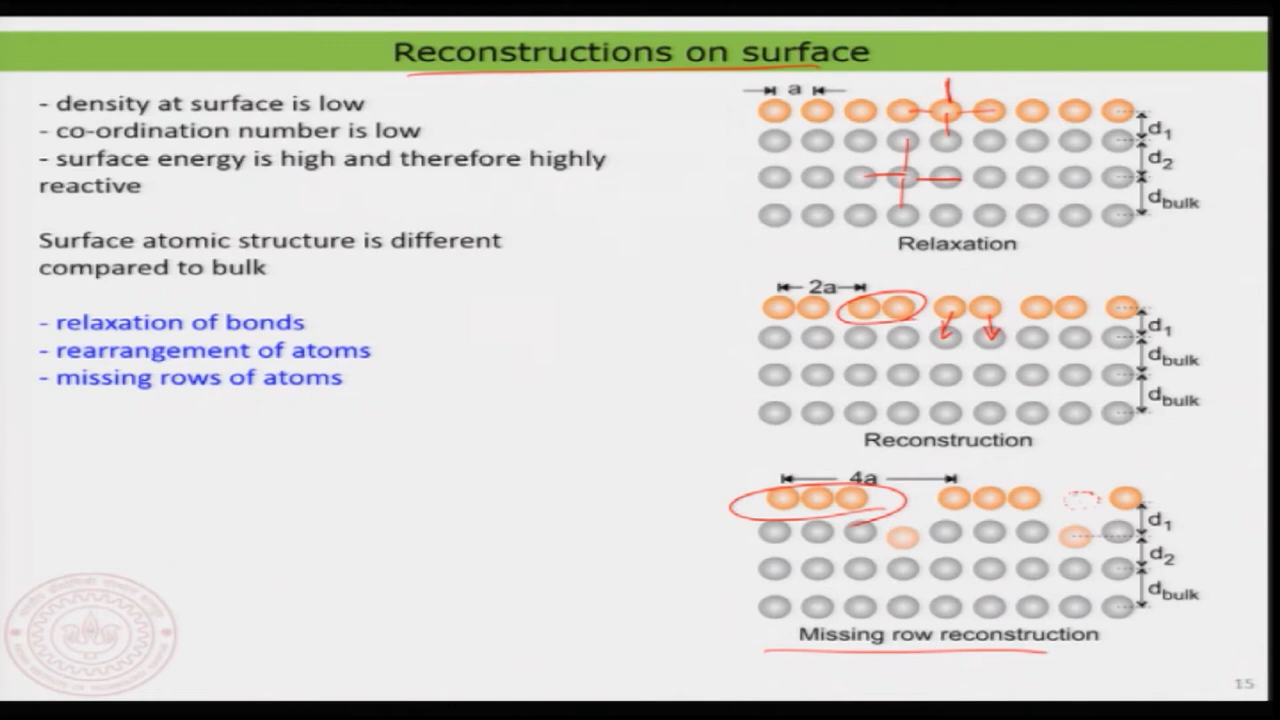 Reconstructions on surface
- density at surface is low
- co-ordination number is low
- surface energy is high and therefore highly
reactive
Surface atomic structure is different
compared to bulk
- relaxation of bonds
- rearrangement of atoms
- missing rows of atoms
a
d1
d2
dbulk
Relaxation
2a
d1
dbulk
dbulk
Reconstruction
4a
d1
d2
dbulk
Missing row reconstruction
15